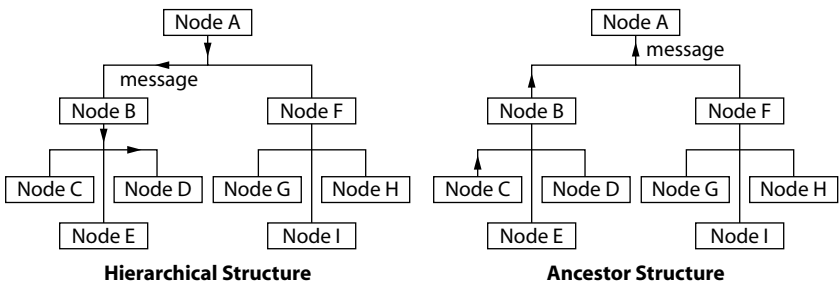 Node A
message
Node B
Node F
Node C
Node D
Node G
Node H
Node E
Node I
Hierarchical Structure
Node A
message
Node B
Node F
Node C
Node D
Node G
Node H
Node E
Node I
Ancestor Structure